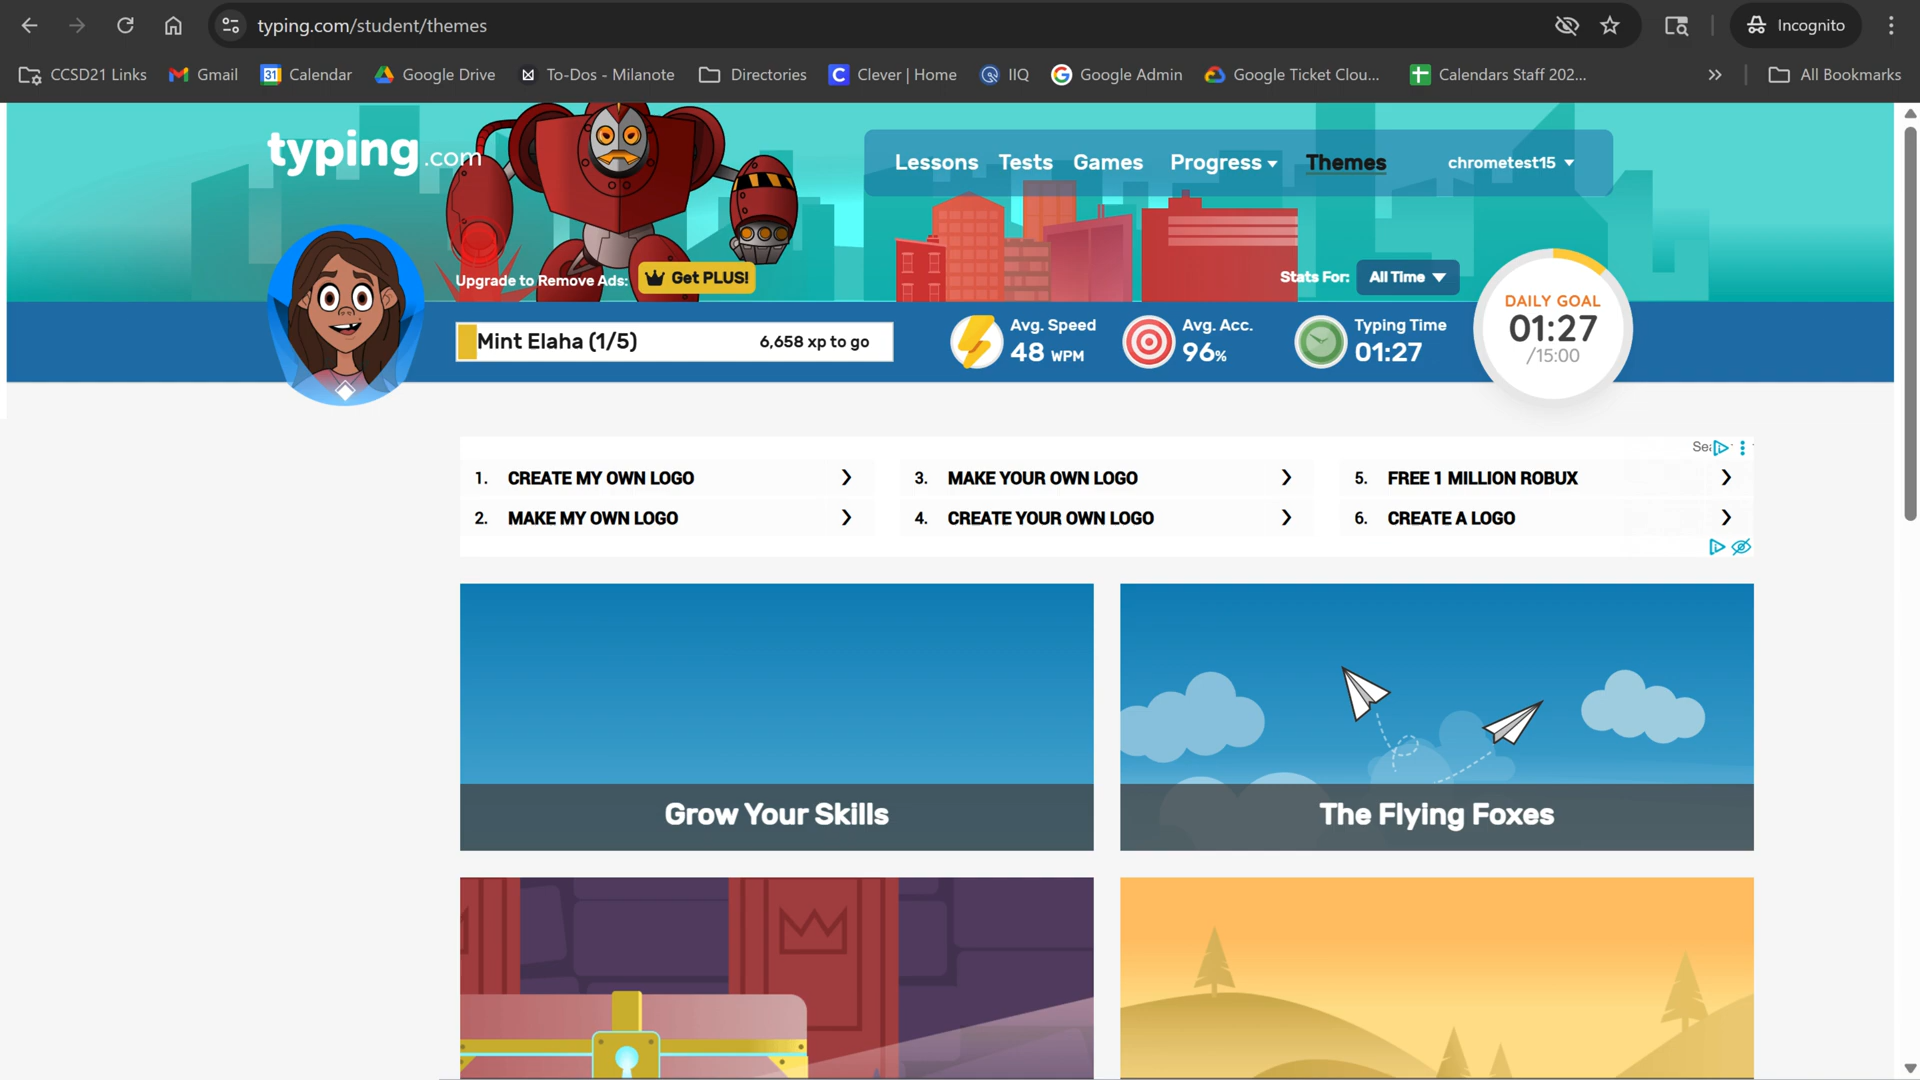 typing.com/student/themes
Incognito
CCSD21 Links
Gmail
31 Calendar
Google Drive
To-Dos - Milanote
Directories
C Clever | Home
IIQ
Google Admin
Google Ticket Clou...
Calendars Staff 202...
All Bookmarks
typing.com
Lessons Tests Games Progress Themes chrometest15
Upgrade to Remove Ads: Get PLUS!
Stats For: All Time
Mint Elaha (1/5) 6,658 xp to go
Avg. Speed
48 WPM
Avg. Acc.
96%
Typing Time
01:27
DAILY GOAL
01:27
/15:00
1. CREATE MY OWN LOGO
2. MAKE MY OWN LOGO
3. MAKE YOUR OWN LOGO
4. CREATE YOUR OWN LOGO
5. FREE 1 MILLION ROBUX
6. CREATE A LOGO
Grow Your Skills
The Flying Foxes